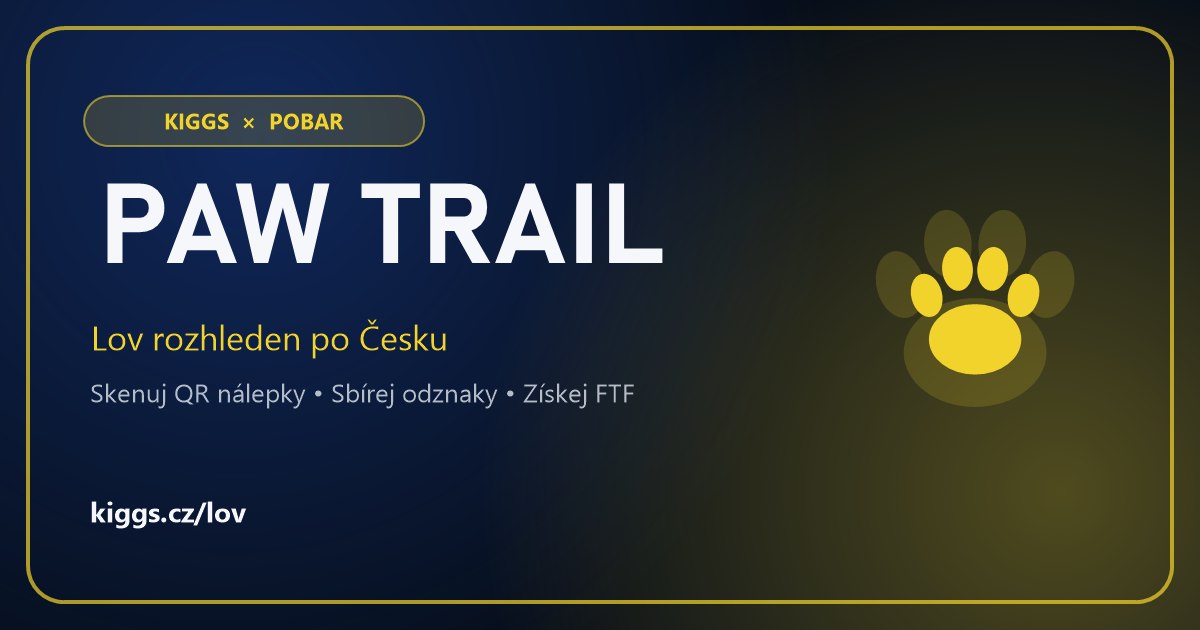 KIGGS × POBAR
PAW TRAIL
Lov rozhleden po Česku
Skenuj QR nálepky • Sbírej odznaky • Získej FTF
kiggs.cz/lov